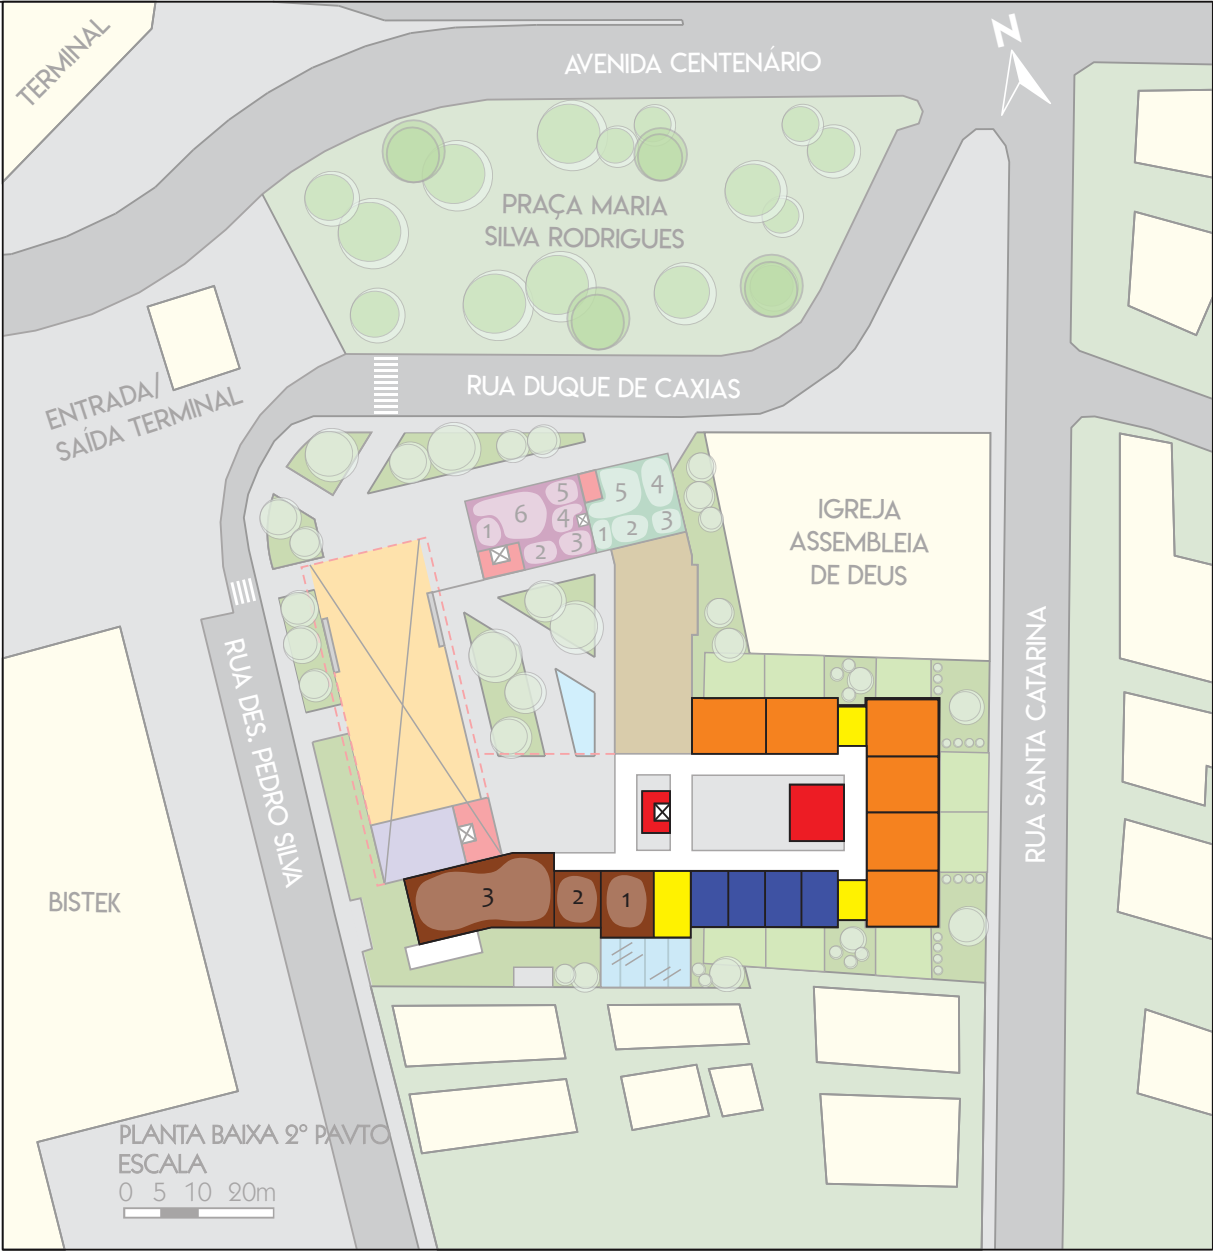 TERMINAL
AVENIDA CENTENÁRIO
N
PRAÇA MARIA
SILVA RODRIGUES
ENTRADA/
SAÍDA TERMINAL
RUA DUQUE DE CAXIAS
1 6 5 4 2 3
5 4 1 2 3
IGREJA
ASSEMBLEIA
DE DEUS
RUA DES. PEDRO SILVA
RUA SANTA CATARINA
BISTEK
3 2 1
PLANTA BAIXA 2º PAVTO
ESCALA
0 5 10 20m